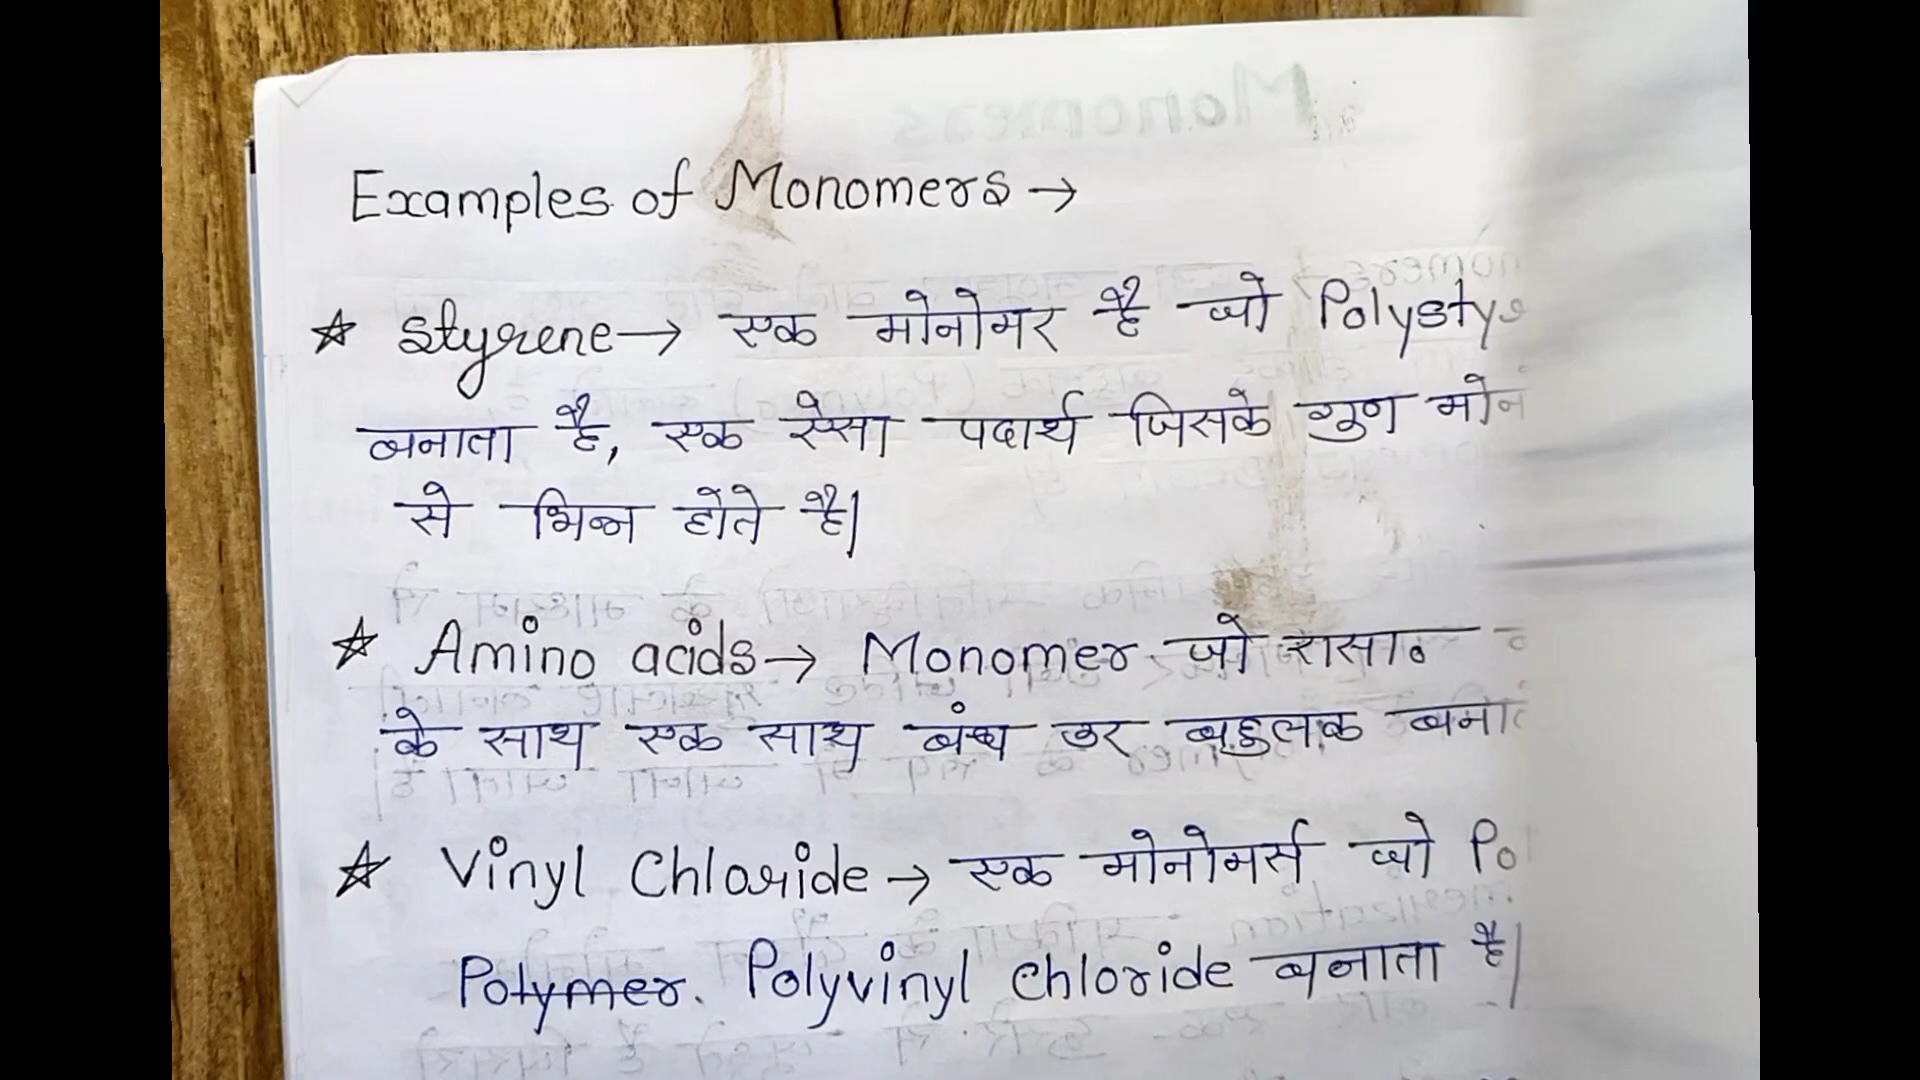 Examples of Monomers →
☆ Styrene → एक मोनोमर है जो Polysty
बनाता है, एक ऐसा पदार्थ जिसके गुण मोन
से भिन्न होते है।
☆ Amino acids → Monomer जो रासा०
के साथ एक साथ बंध कर बहुलक बनात
☆ Vinyl Chloride → एक मोनोमर्स जो Po
Polymer. Polyvinyl chloride बनाता है।